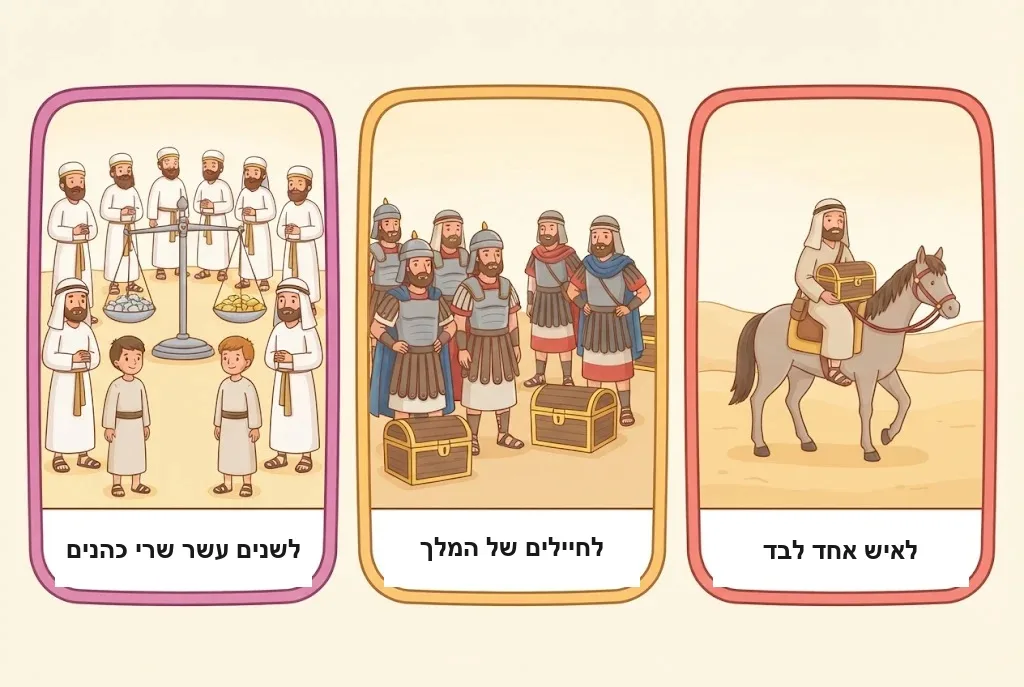 לאיש אחד לבד
לחיילים של המלך
לשנים עשר שרי כהנים